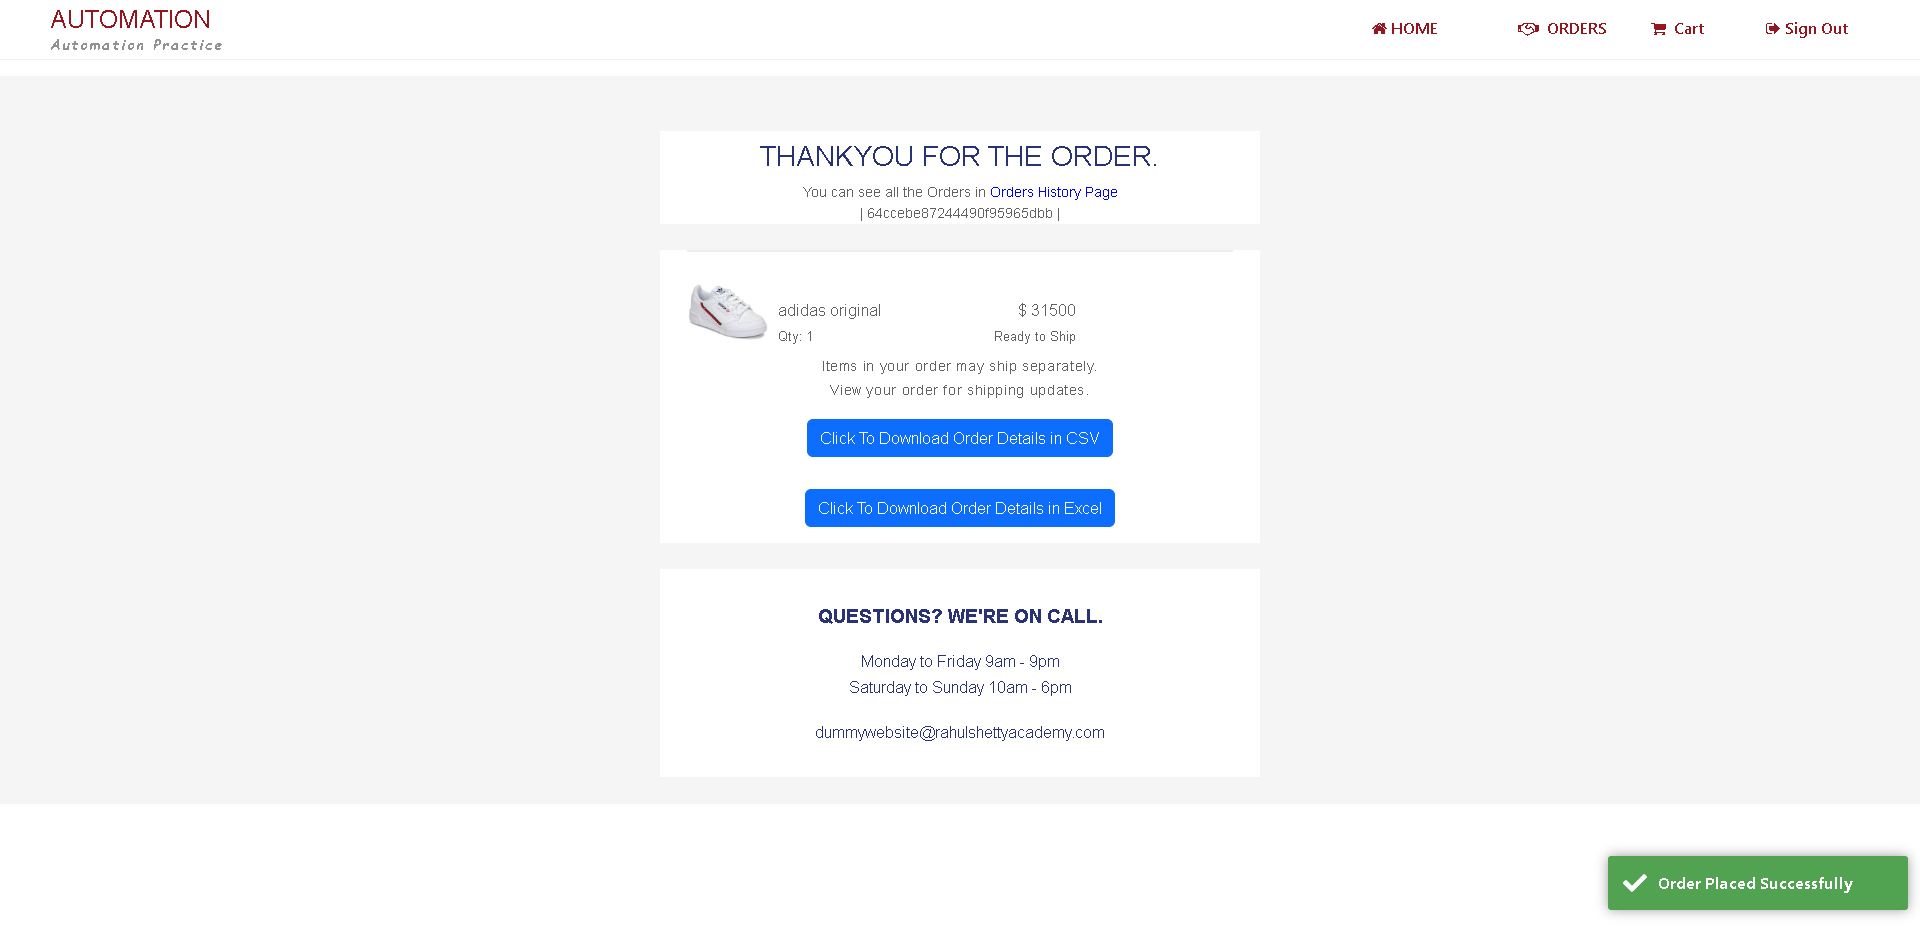 AUTOMATION
Automation Practice
HOME
ORDERS
Cart
Sign Out
THANKYOU FOR THE ORDER.
You can see all the Orders in Orders History Page
| 64ccebe87244490f95965dbb |
adidas original
$ 31500
Qty: 1
Ready to Ship
Items in your order may ship separately.
View your order for shipping updates.
Click To Download Order Details in CSV
Click To Download Order Details in Excel
QUESTIONS? WE'RE ON CALL.
Monday to Friday 9am - 9pm
Saturday to Sunday 10am - 6pm
dummywebsite@rahulshettyacademy.com
Order Placed Successfully